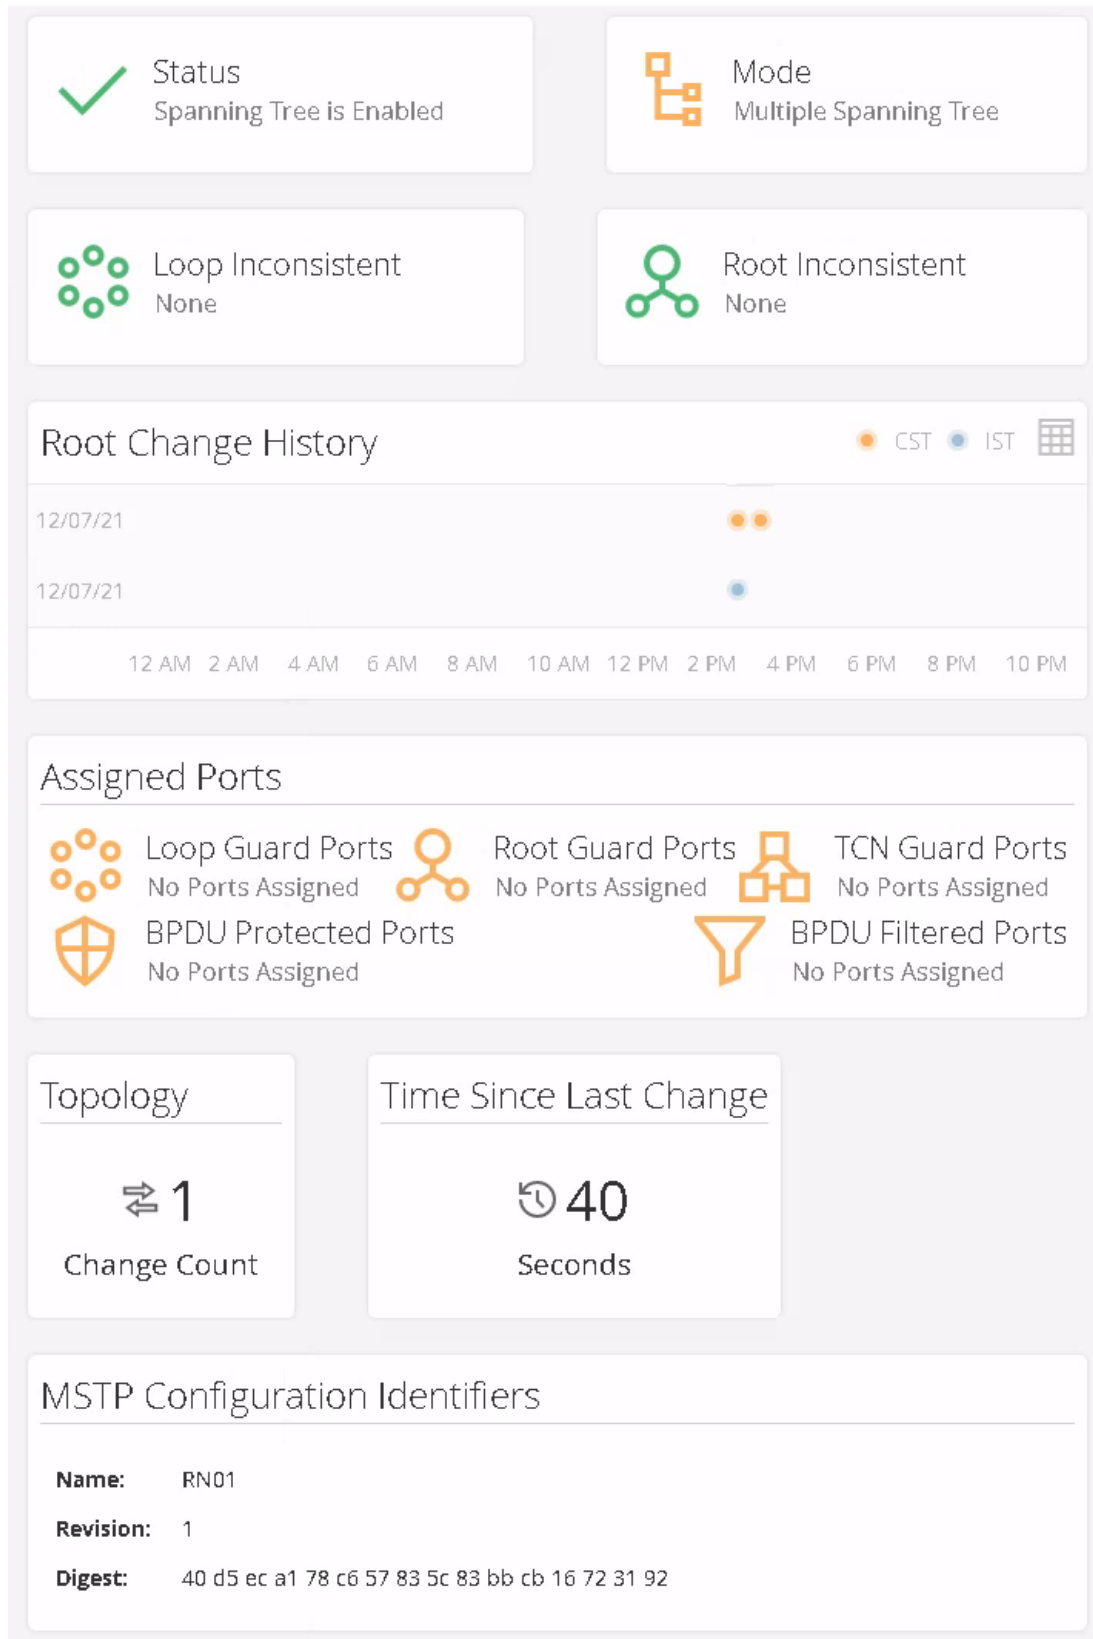 Status
Spanning Tree is Enabled
Mode
Multiple Spanning Tree
Loop Inconsistent
None
Root Inconsistent
None
Root Change History
CST IST
12/07/21
12/07/21
12 AM 2 AM 4 AM 6 AM 8 AM 10 AM 12 PM 2 PM 4 PM 6 PM 8 PM 10 PM
Assigned Ports
Loop Guard Ports
No Ports Assigned
Root Guard Ports
No Ports Assigned
TCN Guard Ports
No Ports Assigned
BPDU Protected Ports
No Ports Assigned
BPDU Filtered Ports
No Ports Assigned
Topology
1
Change Count
Time Since Last Change
40
Seconds
MSTP Configuration Identifiers
Name: RN01
Revision: 1
Digest: 40 d5 ec a1 78 c6 57 83 5c 83 bb cb 16 72 31 92